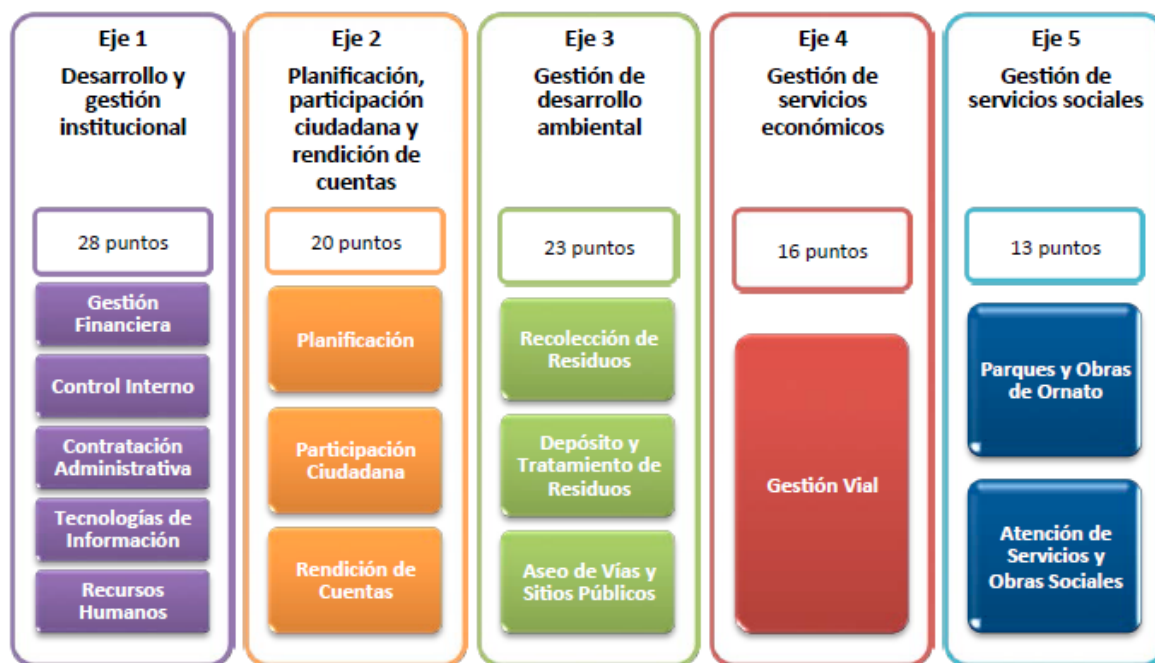 Eje 1
Desarrollo y
gestión
institucional
28 puntos
Gestión
Financiera
Control Interno
Contratación
Administrativa
Tecnologías de
Información
Recursos
Humanos
Eje 2
Planificación,
participación
ciudadana y
rendición de
cuentas
20 puntos
Planificación
Participación
Ciudadana
Rendición de
Cuentas
Eje 3
Gestión de
desarrollo
ambiental
23 puntos
Recolección de
Residuos
Depósito y
Tratamiento de
Residuos
Aseo de Vías y
Sitios Públicos
Eje 4
Gestión de
servicios
económicos
16 puntos
Gestión Vial
Eje 5
Gestión de
servicios sociales
13 puntos
Parques y Obras
de Ornato
Atención de
Servicios y
Obras Sociales